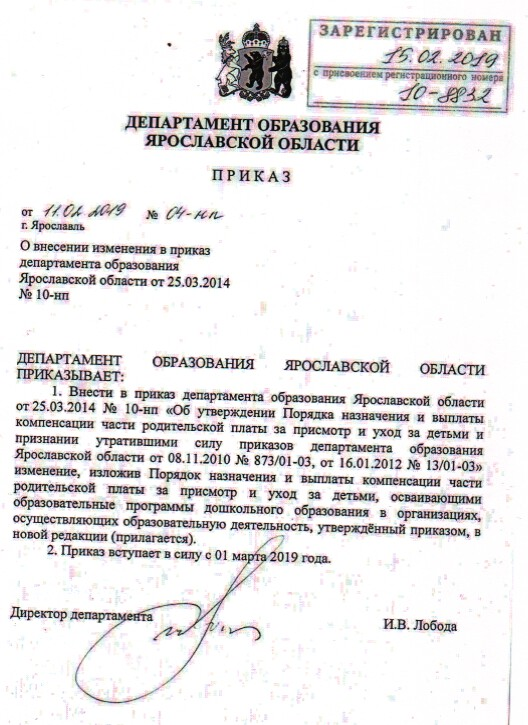 ЗАРЕГИСТРИРОВАН
15.02.2019
с присвоением регистрационного номера
10-8832
ДЕПАРТАМЕНТ ОБРАЗОВАНИЯ
ЯРОСЛАВСКОЙ ОБЛАСТИ
ПРИКАЗ
от 11.02.2019 № 04-нп
г. Ярославль
О внесении изменения в приказ
департамента образования
Ярославской области от 25.03.2014
№ 10-нп
ДЕПАРТАМЕНТ ОБРАЗОВАНИЯ ЯРОСЛАВСКОЙ ОБЛАСТИ
ПРИКАЗЫВАЕТ:
1. Внести в приказ департамента образования Ярославской области
от 25.03.2014 № 10-нп «Об утверждении Порядка назначения и выплаты
компенсации части родительской платы за присмотр и уход за детьми и
признании утратившими силу приказов департамента образования
Ярославской области от 08.11.2010 № 873/01-03, от 16.01.2012 № 13/01-03»
изменение, изложив Порядок назначения и выплаты компенсации части
родительской платы за присмотр и уход за детьми, осваивающими
образовательные программы дошкольного образования в организациях,
осуществляющих образовательную деятельность, утверждённый приказом, в
новой редакции (прилагается).
2. Приказ вступает в силу с 01 марта 2019 года.
Директор департамента
И.В. Лобода